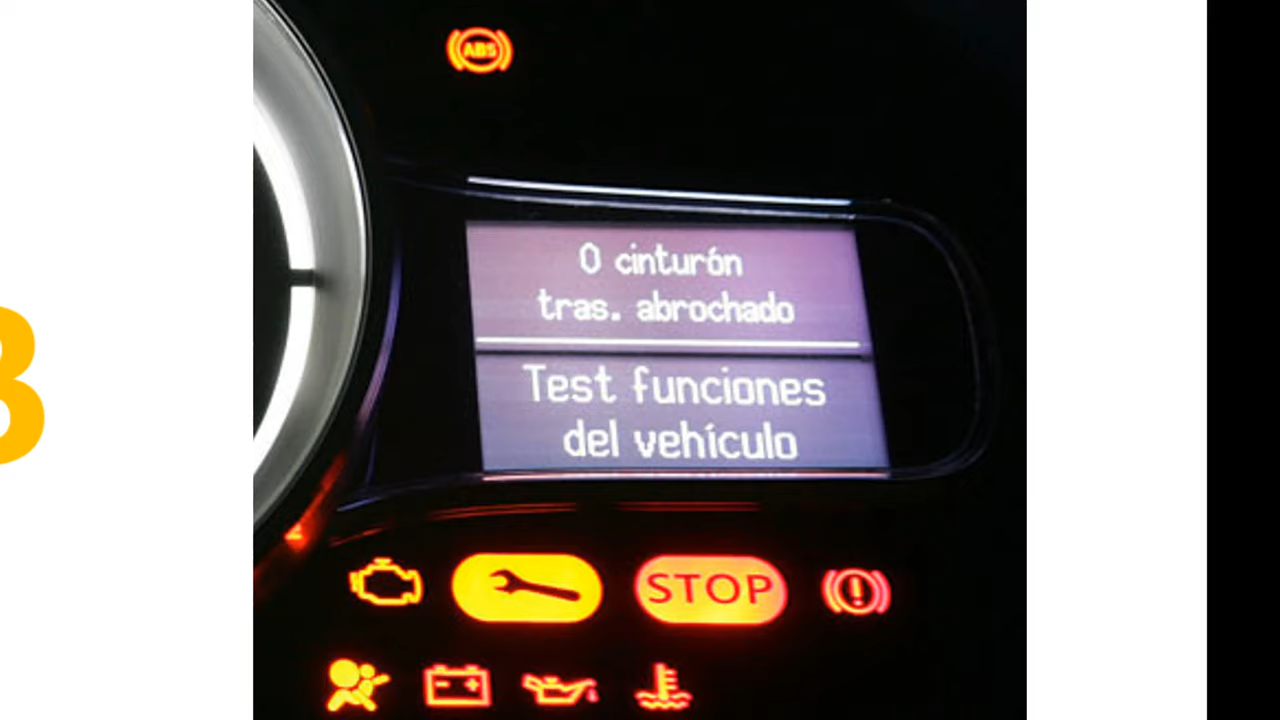 ABS
0 cinturón
tras. abrochado
Test funciones
del vehículo
STOP